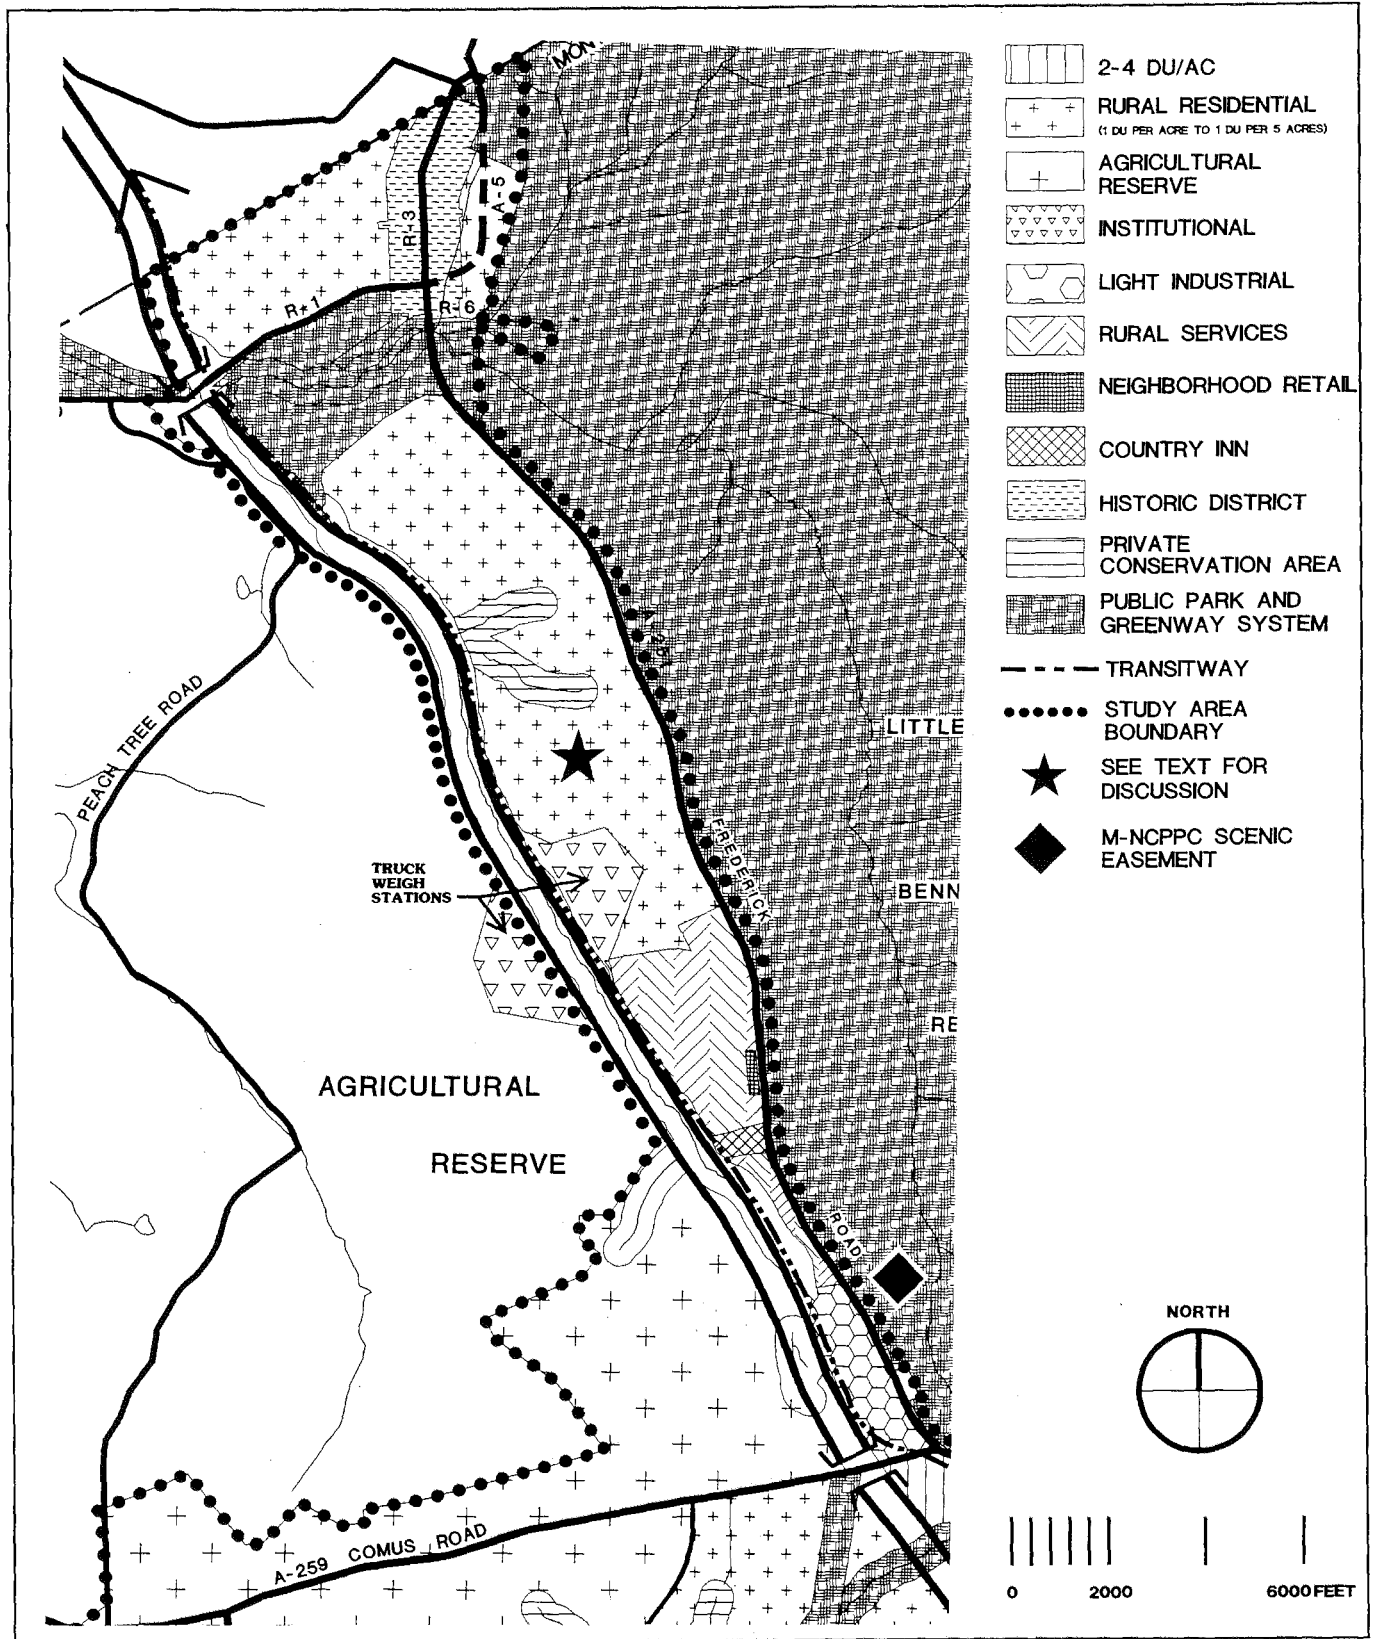 MON
R-3
A-5
R-1
R-6
PEACH TREE ROAD
FREDERICK
ROAD
LITTLE
BENN
RE
TRUCK
WEIGH
STATIONS
AGRICULTURAL
RESERVE
A-259 COMUS ROAD
2-4 DU/AC
RURAL RESIDENTIAL
(1 DU PER ACRE TO 1 DU PER 5 ACRES)
AGRICULTURAL
RESERVE
INSTITUTIONAL
LIGHT INDUSTRIAL
RURAL SERVICES
NEIGHBORHOOD RETAIL
COUNTRY INN
HISTORIC DISTRICT
PRIVATE
CONSERVATION AREA
PUBLIC PARK AND
GREENWAY SYSTEM
TRANSITWAY
STUDY AREA
BOUNDARY
SEE TEXT FOR
DISCUSSION
M-NCPPC SCENIC
EASEMENT
NORTH
0 2000 6000 FEET